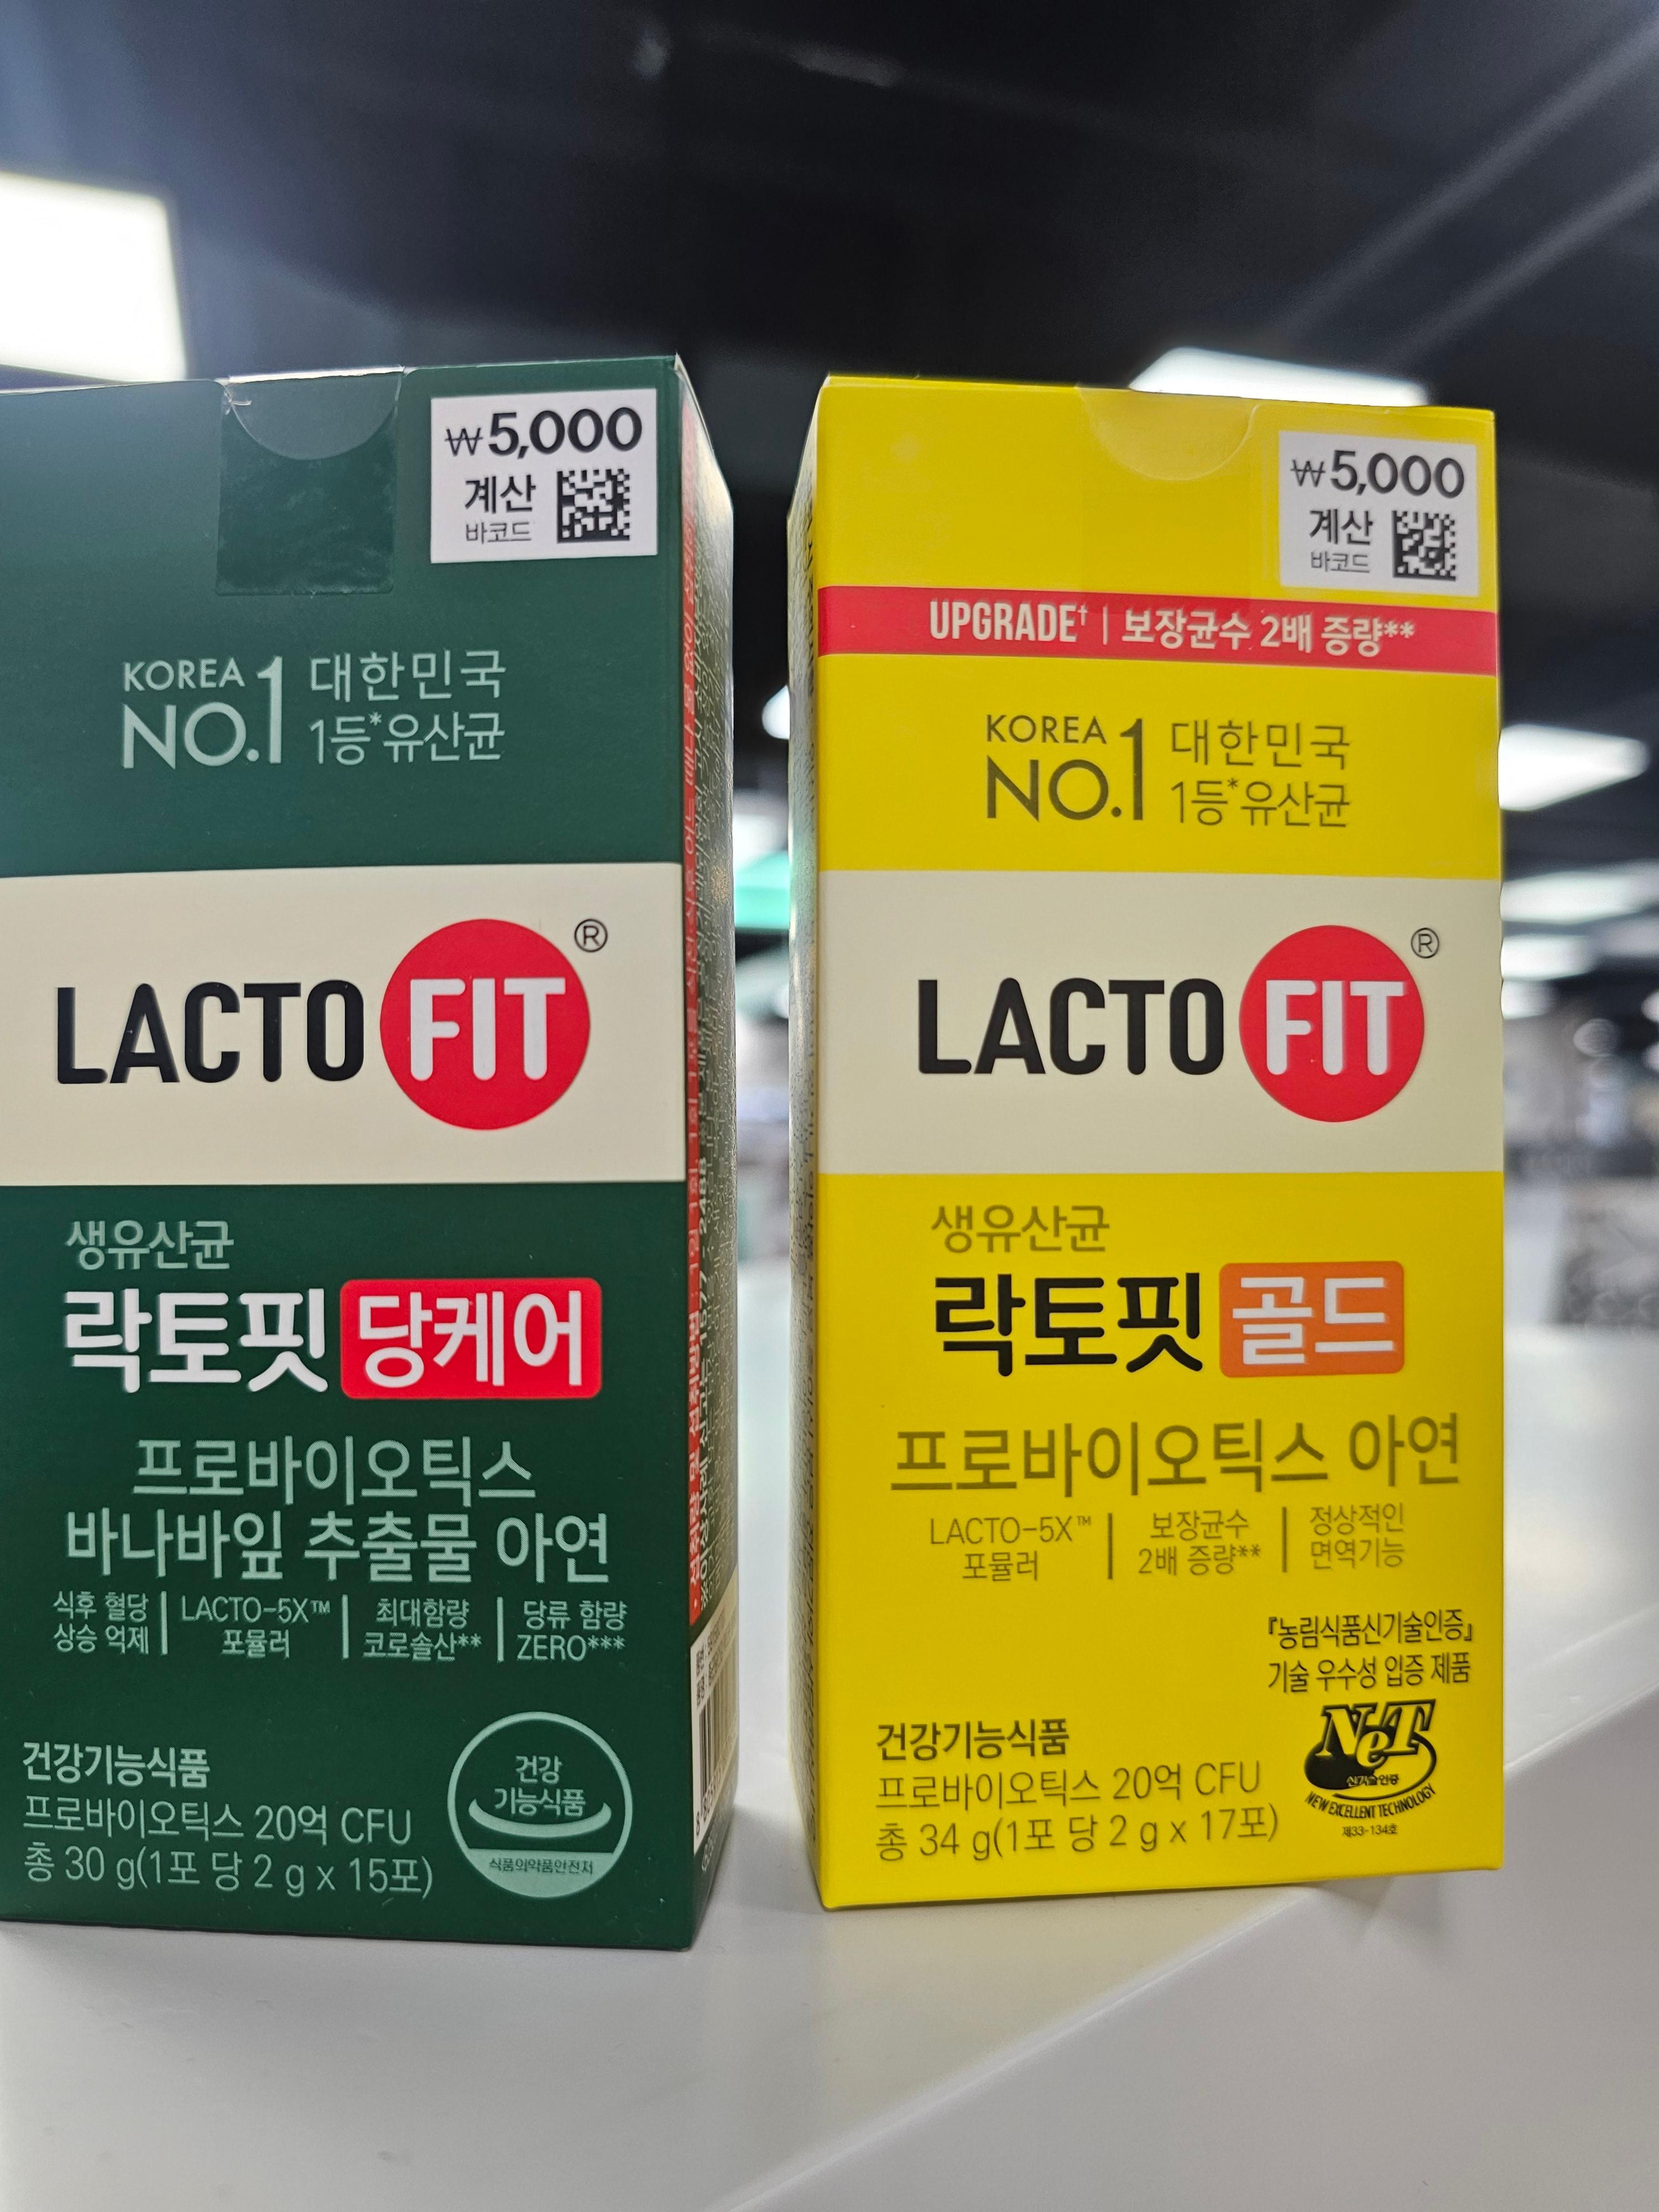 ₩5,000
계산
바코드
KOREA
NO.1
대한민국
1등*유산균
LACTO FIT®
생유산균
락토핏 당케어
프로바이오틱스
바나바잎 추출물 아연
식후 혈당
상승 억제
LACTO-5X™
포뮬러
최대함량
코로솔산**
당류 함량
ZERO***
건강기능식품
프로바이오틱스 20억 CFU
총 30 g(1포 당 2 g x 15포)
건강
기능식품
식품의약품안전처
₩5,000
계산
바코드
UPGRADE† | 보장균수 2배 증량**
KOREA
NO.1
대한민국
1등*유산균
LACTO FIT®
생유산균
락토핏 골드
프로바이오틱스 아연
LACTO-5X™
포뮬러
보장균수
2배 증량**
정상적인
면역기능
『농림식품신기술인증』
기술 우수성 입증 제품
NeT
신기술인증
NEW EXCELLENT TECHNOLOGY
제33-134호
건강기능식품
프로바이오틱스 20억 CFU
총 34 g(1포 당 2 g x 17포)